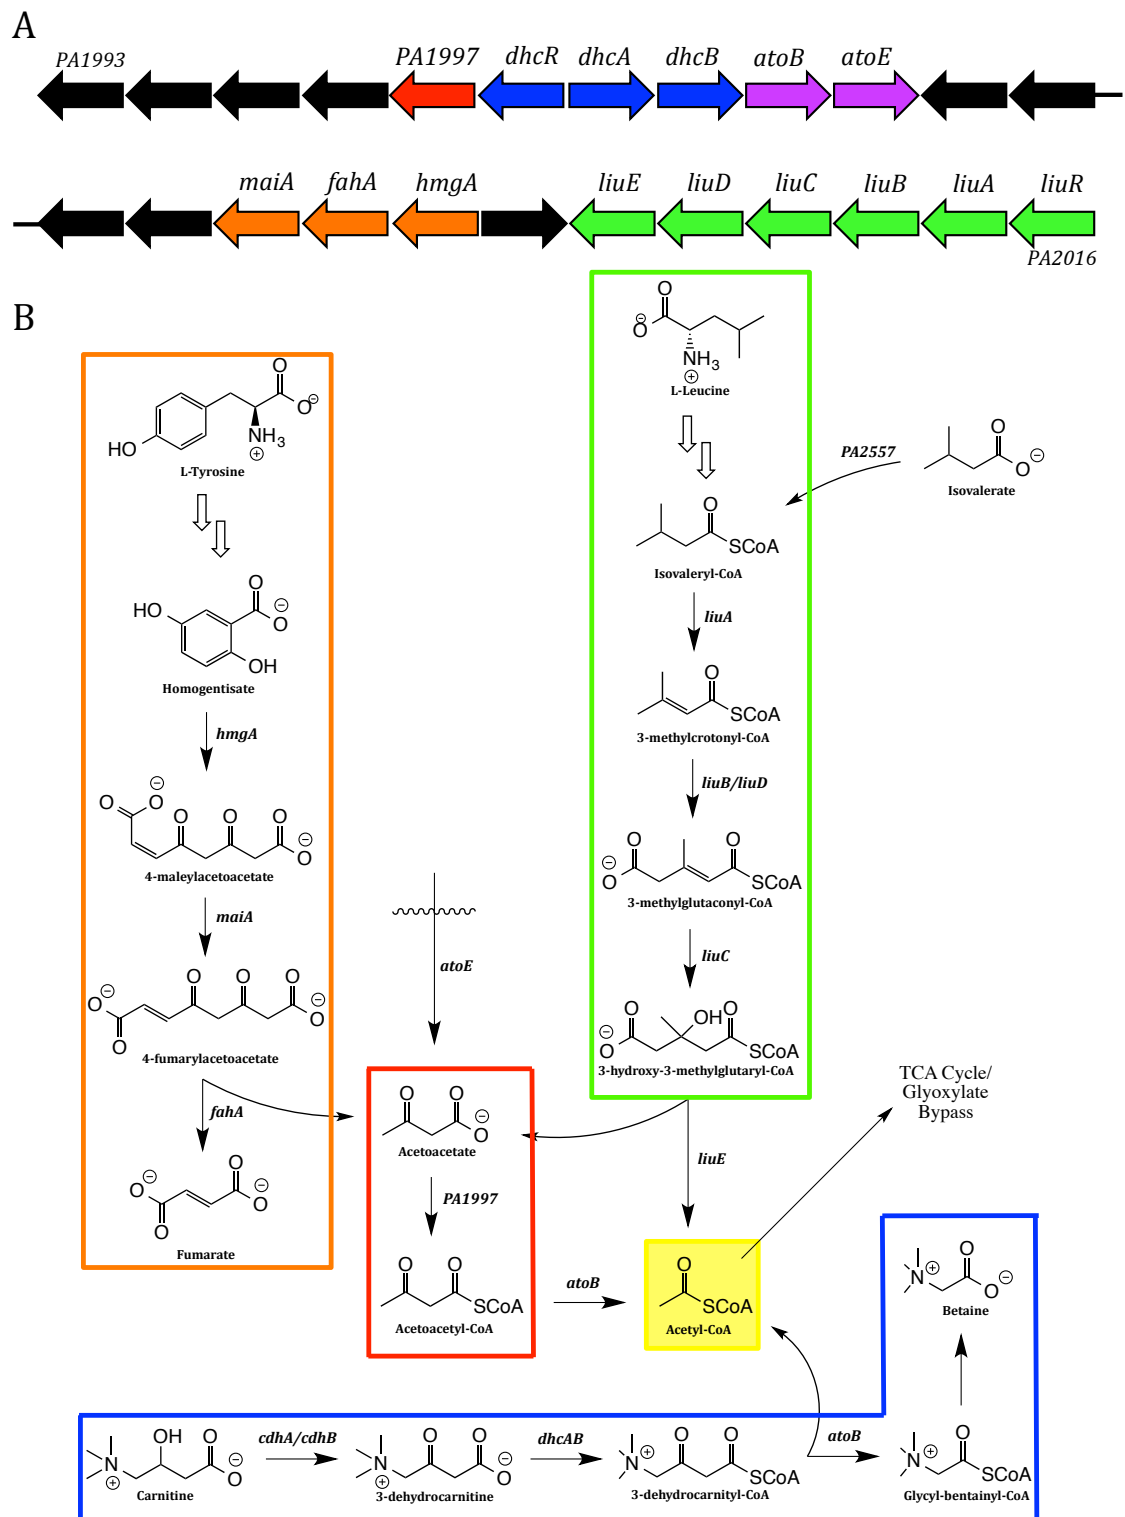 A
PA1993
PA1997 dhcR dhcA dhcB atoB atoE
maiA fahA hmgA liuE liuD liuC liuB liuA liuR
PA2016
B
O
O ⊖
NH3
⊕
HO
L-Tyrosine
HO
O
⊖
O
OH
Homogentisate
hmgA
⊖
O O O O O
⊖
O
4-maleylacetoacetate
maiA
O ⊖ O O O ⊖
O
O
4-fumarylacetoacetate
fahA
O ⊖
O ⊖
O
O
Fumarate
atoE
O O ⊖
O
Acetoacetate
PA1997
O O
SCoA
Acetoacetyl-CoA
atoB
O
⊖
O
NH3
⊕
L-Leucine
PA2557
O
⊖
O
Isovalerate
O
SCoA
Isovaleryl-CoA
liuA
O
SCoA
3-methylcrotonyl-CoA
liuB/liuD
O O
⊖
O SCoA
3-methylglutaconyl-CoA
liuC
O OH O
⊖
O SCoA
3-hydroxy-3-methylglutaryl-CoA
liuE
O
SCoA
Acetyl-CoA
TCA Cycle/
Glyoxylate
Bypass
O
N ⊕ ⊖
O
Betaine
OH O
⊖
N O
⊕
Carnitine
cdhA/cdhB
O O
⊖
N O
⊕
3-dehydrocarnitine
dhcAB
O O
N ⊕
SCoA
3-dehydrocarnityl-CoA
atoB
O
N ⊕
SCoA
Glycyl-bentainyl-CoA